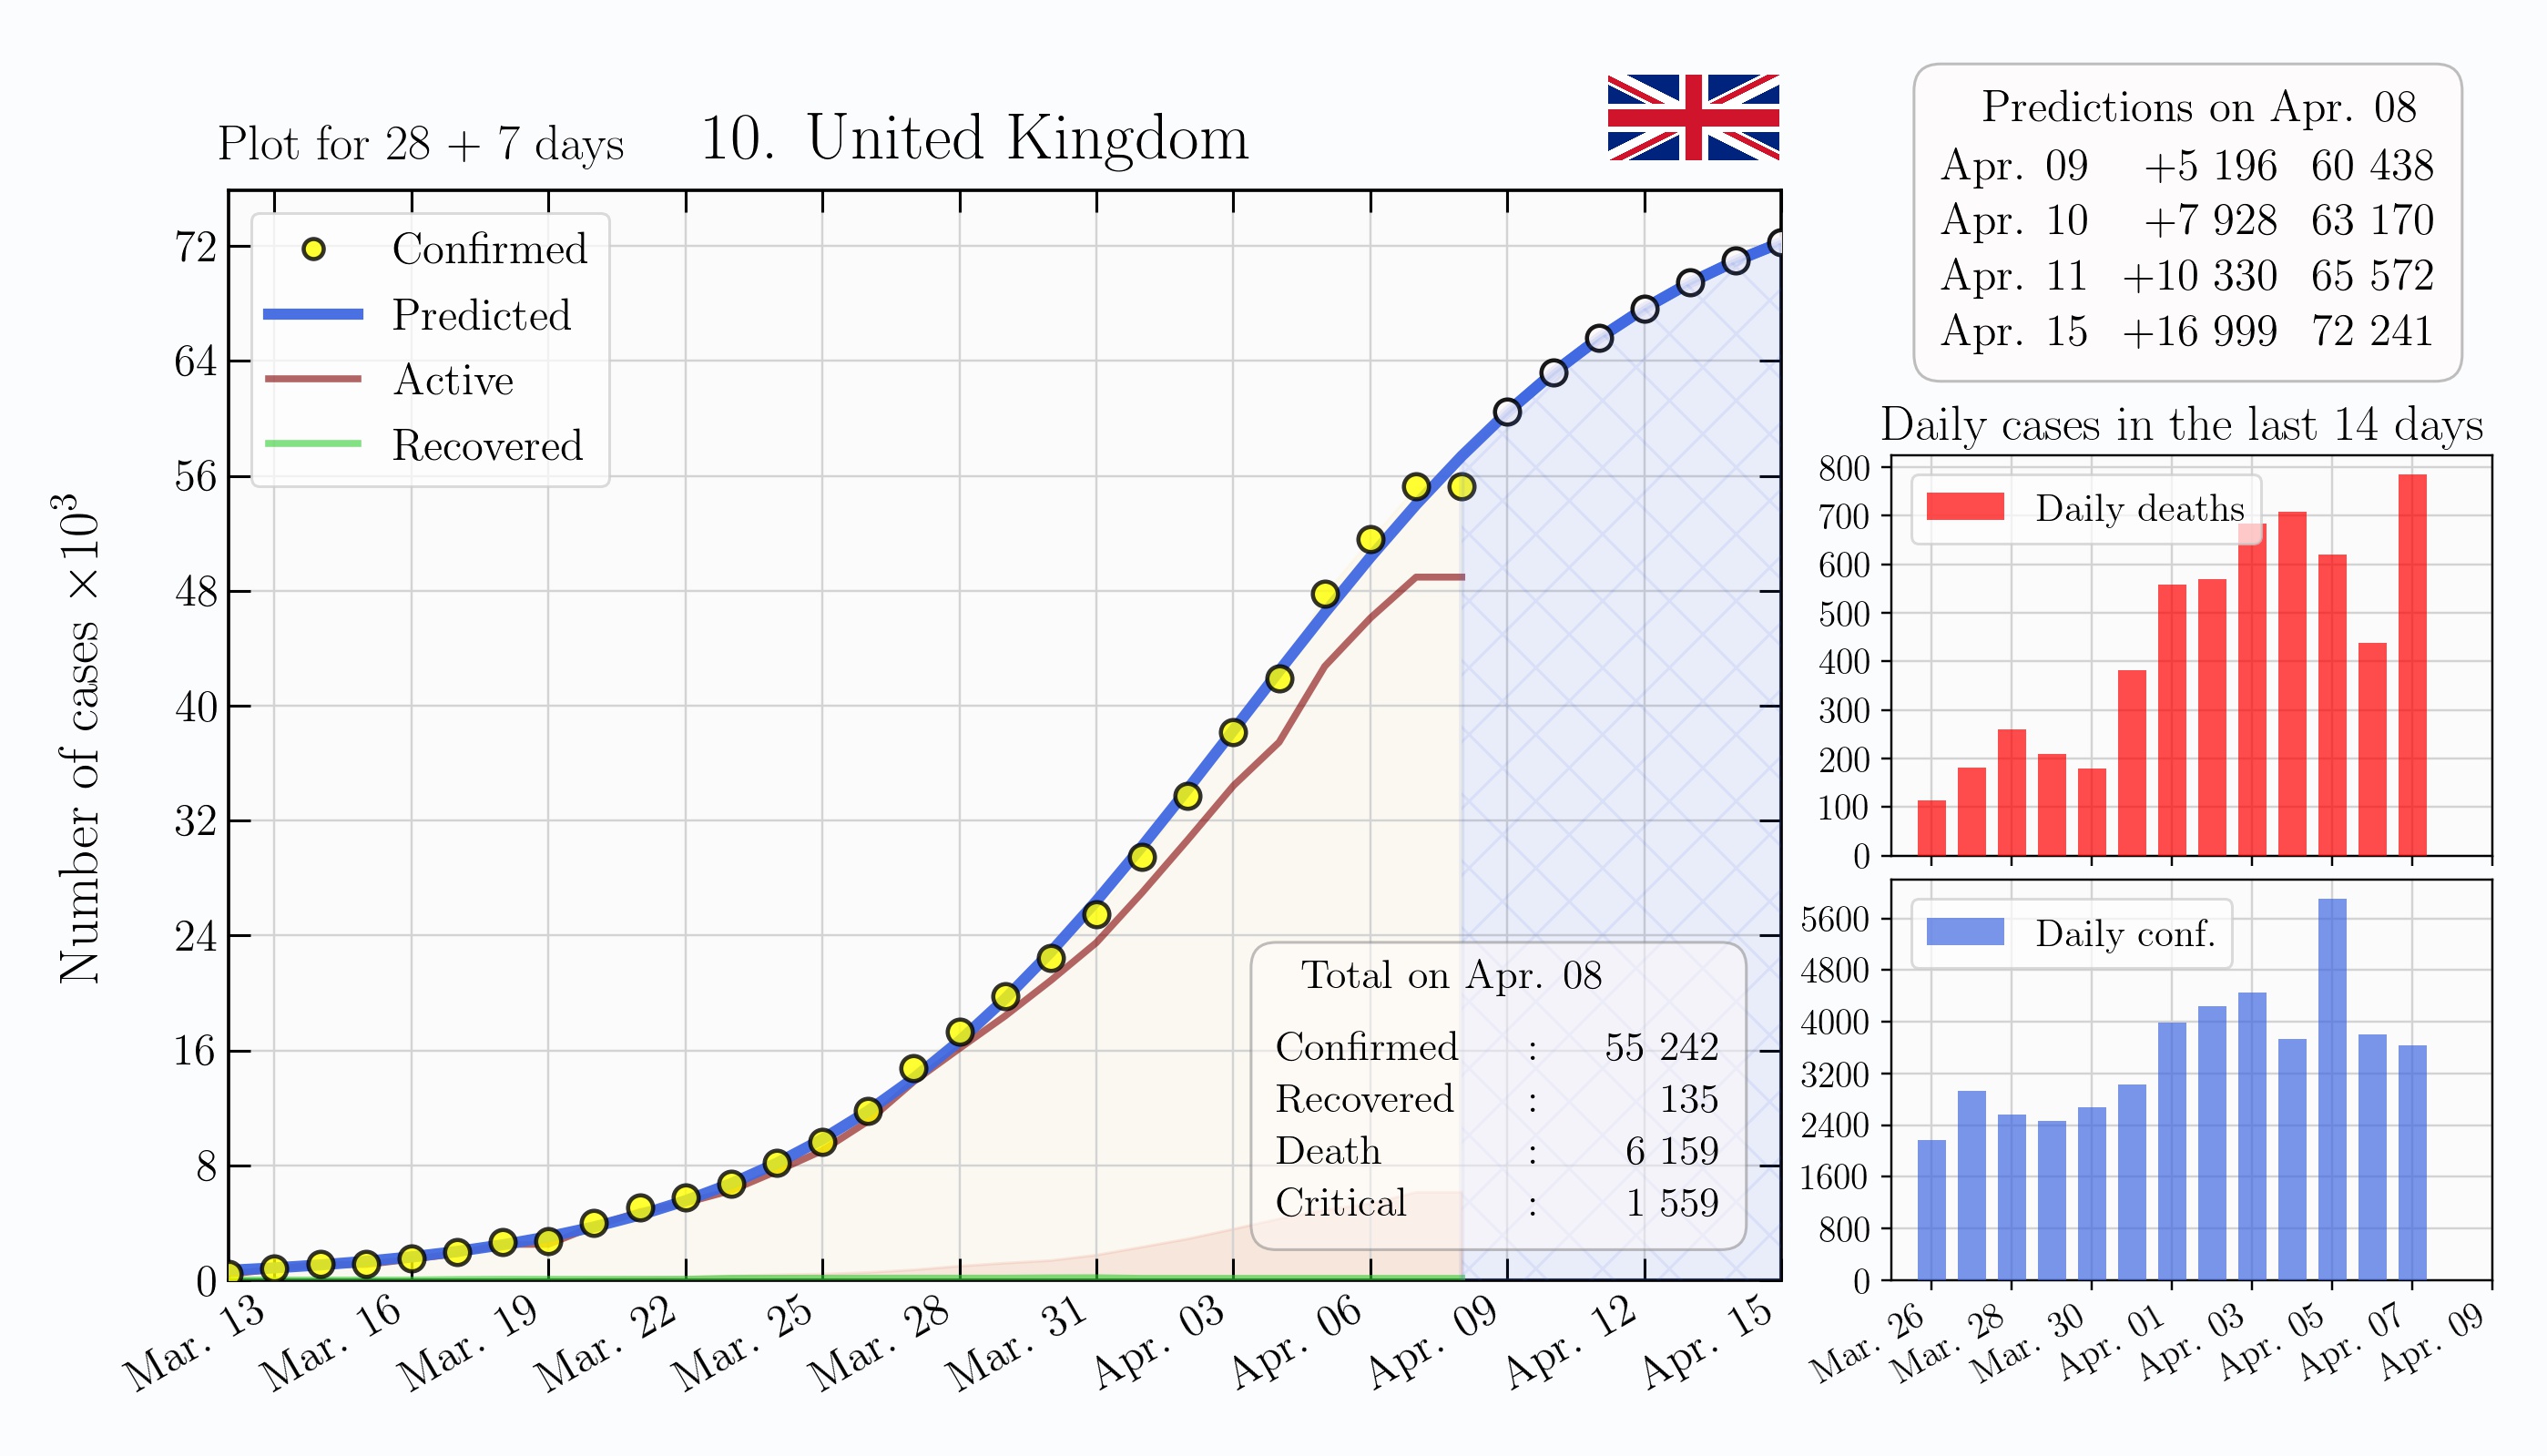 Plot for 28 + 7 days
10. United Kingdom
Number of cases ×10³
72
64
56
48
40
32
24
16
8
0
Confirmed
Predicted
Active
Recovered
Total on Apr. 08
Confirmed : 55 242
Recovered : 135
Death : 6 159
Critical : 1 559
Mar. 13
Mar. 16
Mar. 19
Mar. 22
Mar. 25
Mar. 28
Mar. 31
Apr. 03
Apr. 06
Apr. 09
Apr. 12
Apr. 15
Predictions on Apr. 08
Apr. 09 +5 196 60 438
Apr. 10 +7 928 63 170
Apr. 11 +10 330 65 572
Apr. 15 +16 999 72 241
Daily cases in the last 14 days
800
700
600
500
400
300
200
100
0
Daily deaths
5600
4800
4000
3200
2400
1600
800
0
Daily conf.
Mar. 26
Mar. 28
Mar. 30
Apr. 01
Apr. 03
Apr. 05
Apr. 07
Apr. 09